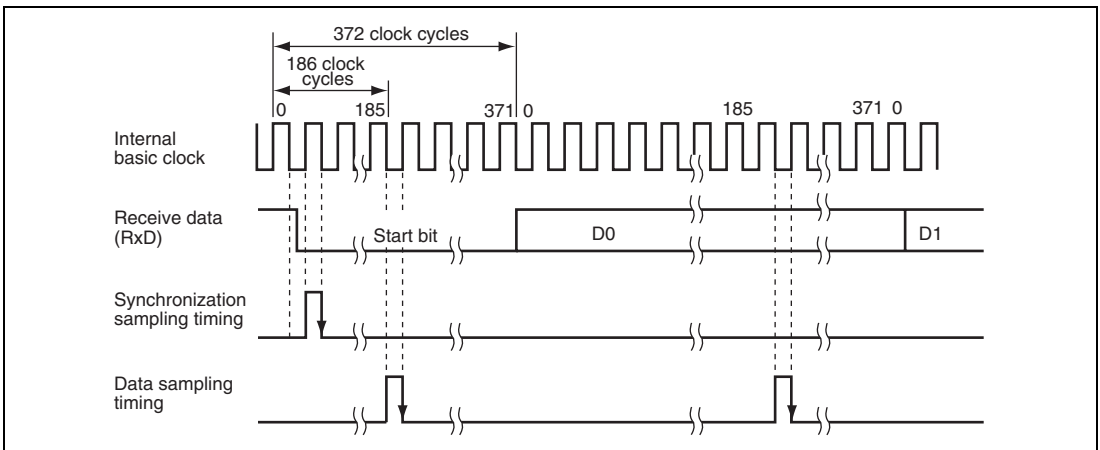 372 clock cycles
186 clock
cycles
0 185 371 0 185 371 0
Internal
basic clock
Receive data
(RxD)
Start bit D0 D1
Synchronization
sampling timing
Data sampling
timing